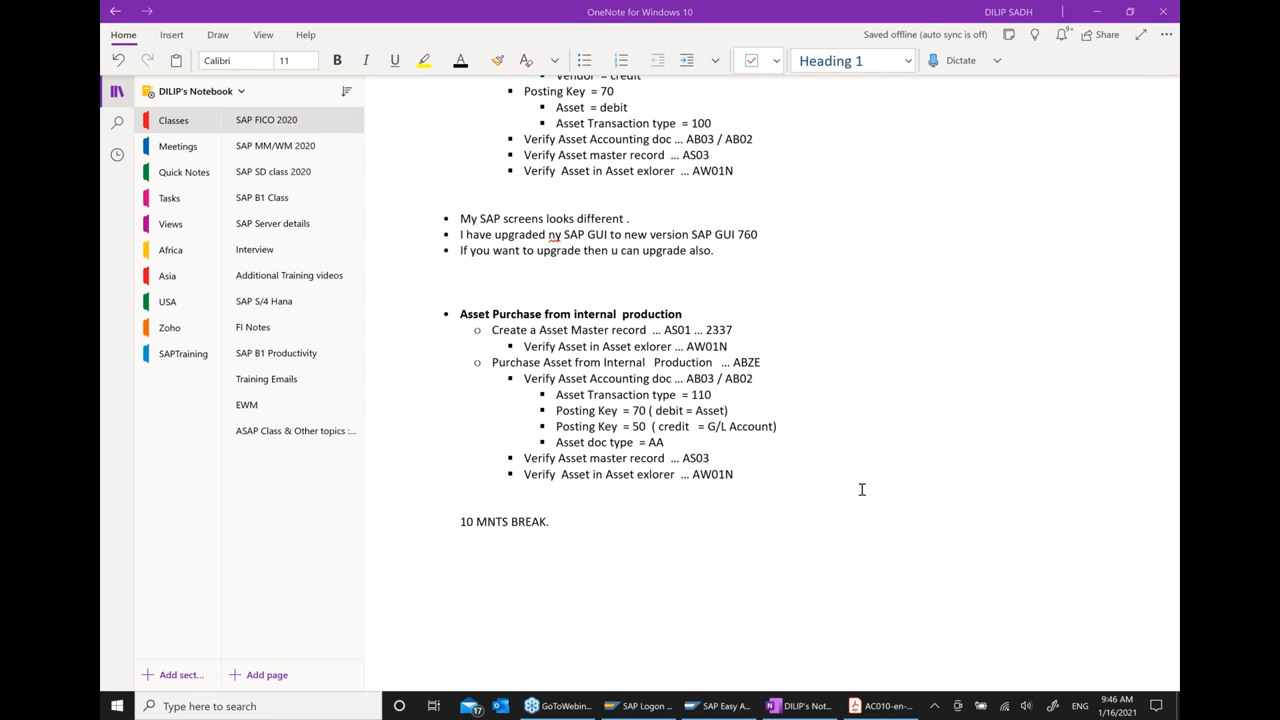 OneNote for Windows 10
DILIP SADH
Home Insert Draw View Help
Saved offline (auto sync is off)
9+
Share
Calibri 11
B I U A
Heading 1
Dictate
DILIP's Notebook
Classes
Meetings
Quick Notes
Tasks
Views
Africa
Asia
USA
Zoho
SAPTraining
SAP FICO 2020
SAP MM/WM 2020
SAP SD class 2020
SAP B1 Class
SAP Server details
Interview
Additional Training videos
SAP S/4 Hana
FI Notes
SAP B1 Productivity
Training Emails
EWM
ASAP Class & Other topics :...
Add sect...
Add page
Vendor = credit
Posting Key = 70
Asset = debit
Asset Transaction type = 100
Verify Asset Accounting doc ... AB03 / AB02
Verify Asset master record ... AS03
Verify Asset in Asset exlorer ... AW01N
My SAP screens looks different .
I have upgraded ny SAP GUI to new version SAP GUI 760
If you want to upgrade then u can upgrade also.
Asset Purchase from internal production
Create a Asset Master record ... AS01 ... 2337
Verify Asset in Asset exlorer ... AW01N
Purchase Asset from Internal Production ... ABZE
Verify Asset Accounting doc ... AB03 / AB02
Asset Transaction type = 110
Posting Key = 70 ( debit = Asset)
Posting Key = 50 ( credit = G/L Account)
Asset doc type = AA
Verify Asset master record ... AS03
Verify Asset in Asset exlorer ... AW01N
10 MNTS BREAK.
Type here to search
17
GoToWebin...
SAP Logon ...
SAP Easy A...
DILIP's Not...
AC010-en-...
ENG
9:46 AM
1/16/2021